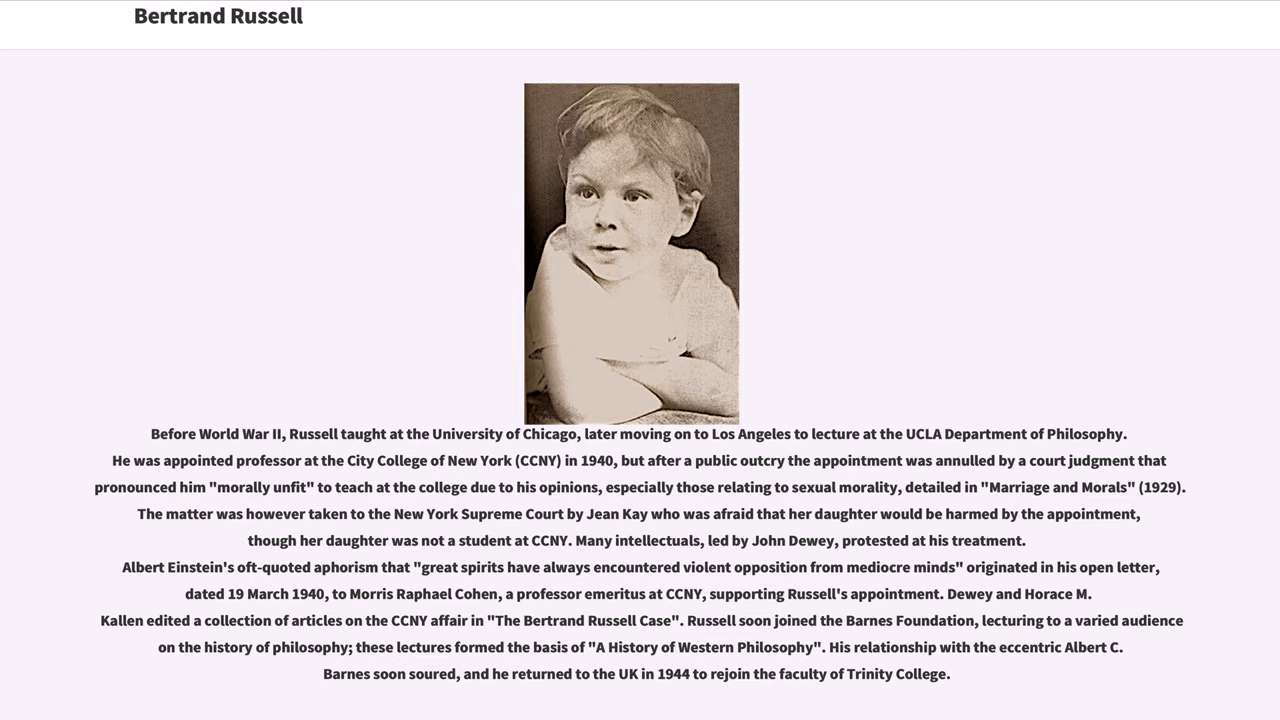 Bertrand Russell
Before World War II, Russell taught at the University of Chicago, later moving on to Los Angeles to lecture at the UCLA Department of Philosophy.
He was appointed professor at the City College of New York (CCNY) in 1940, but after a public outcry the appointment was annulled by a court judgment that
pronounced him "morally unfit" to teach at the college due to his opinions, especially those relating to sexual morality, detailed in "Marriage and Morals" (1929).
The matter was however taken to the New York Supreme Court by Jean Kay who was afraid that her daughter would be harmed by the appointment,
though her daughter was not a student at CCNY. Many intellectuals, led by John Dewey, protested at his treatment.
Albert Einstein's oft-quoted aphorism that "great spirits have always encountered violent opposition from mediocre minds" originated in his open letter,
dated 19 March 1940, to Morris Raphael Cohen, a professor emeritus at CCNY, supporting Russell's appointment. Dewey and Horace M.
Kallen edited a collection of articles on the CCNY affair in "The Bertrand Russell Case". Russell soon joined the Barnes Foundation, lecturing to a varied audience
on the history of philosophy; these lectures formed the basis of "A History of Western Philosophy". His relationship with the eccentric Albert C.
Barnes soon soured, and he returned to the UK in 1944 to rejoin the faculty of Trinity College.